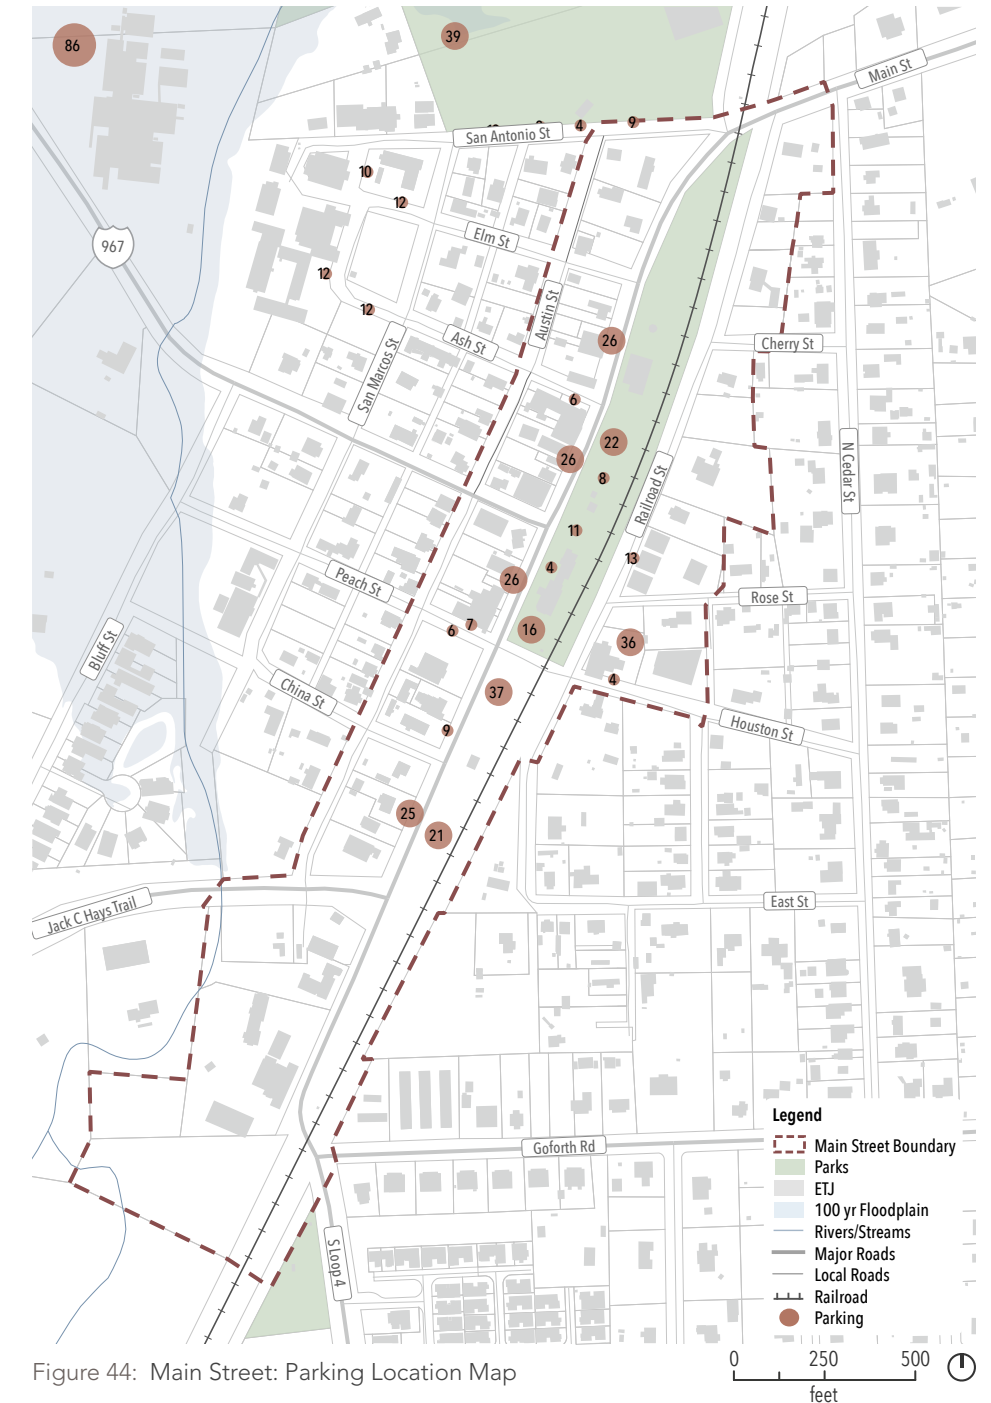 86
39
Main St
4
9
San Antonio St
10
12
967
Elm St
12
12
Austin St
San Marcos St
Ash St
26
Cherry St
6
22
26
8
N Cedar St
Railroad St
11
13
4
26
Peach St
Rose St
16
6
7
36
Bluff St
4
37
China St
Houston St
9
25
21
East St
Jack C Hays Trail
Goforth Rd
S Loop 4
Legend
Main Street Boundary
Parks
ETJ
100 yr Floodplain
Rivers/Streams
Major Roads
Local Roads
Railroad
Parking
Figure 44: Main Street: Parking Location Map
0 250 500
feet